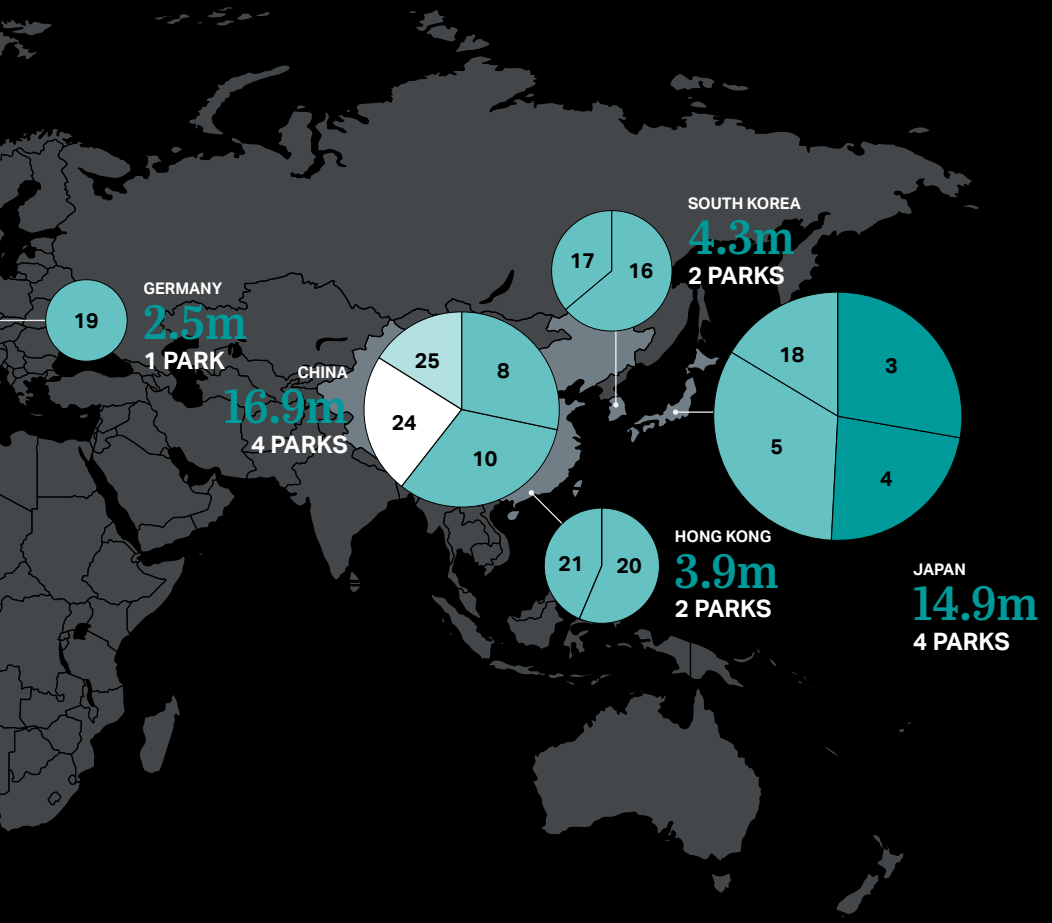 SOUTH KOREA
4.3m
2 PARKS
17
16
GERMANY
2.5m
1 PARK
19
CHINA
16.9m
4 PARKS
25
8
24
10
18
3
5
4
HONG KONG
3.9m
2 PARKS
21
20
JAPAN
14.9m
4 PARKS